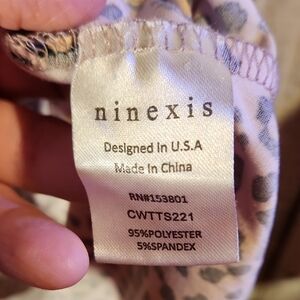 ninexis
Designed in U.S.A
Made in China
RN#153801
CWTTS221
95%POLYESTER
5%SPANDEX